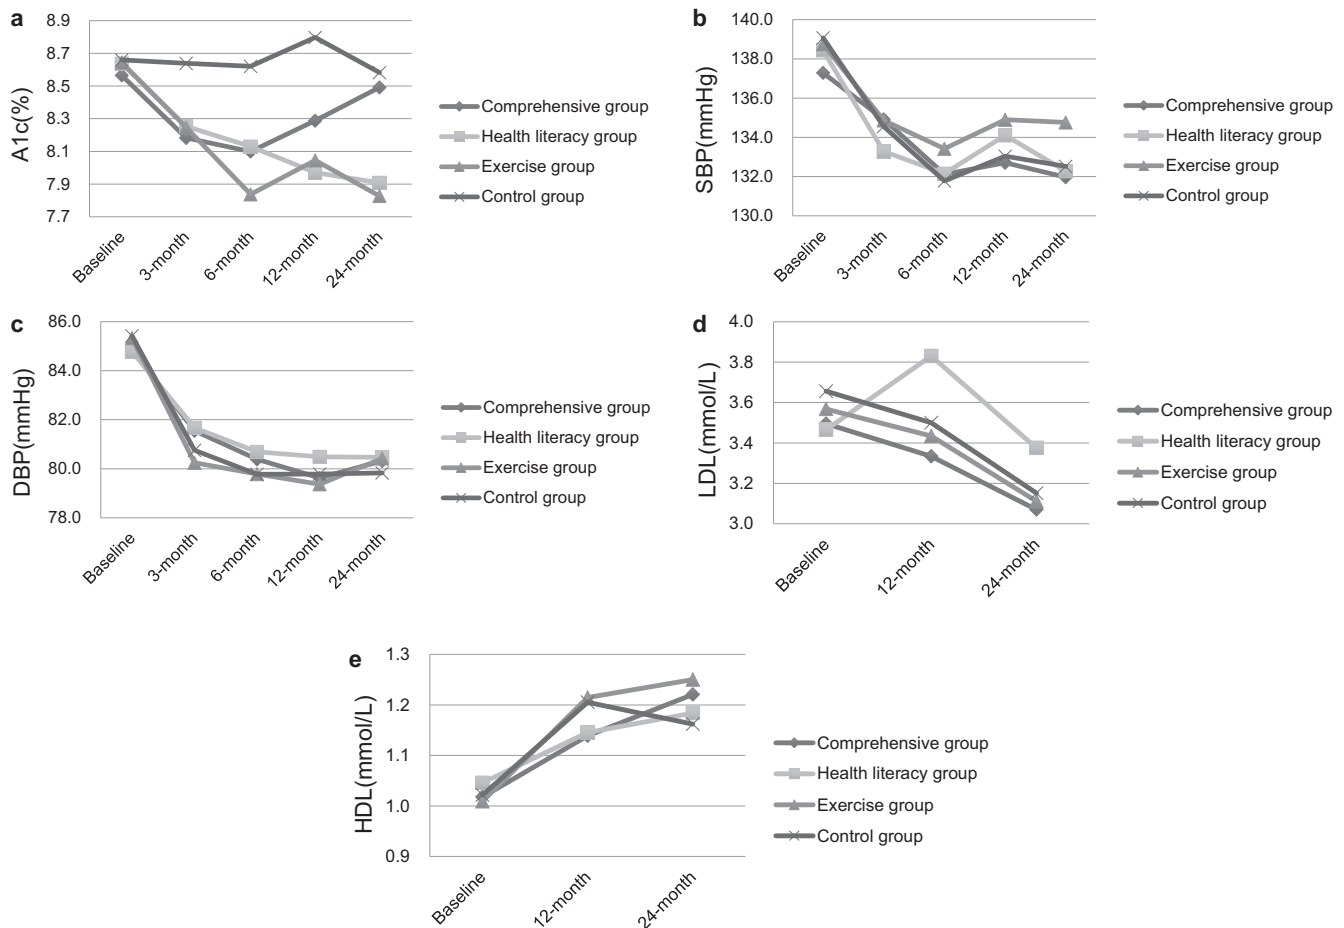 a
8.9
8.7
8.5
8.3
8.1
7.9
7.7
A1c(%)
Baseline
3-month
6-month
12-month
24-month
Comprehensive group
Health literacy group
Exercise group
Control group
b
140.0
138.0
136.0
134.0
132.0
130.0
SBP(mmHg)
Baseline
3-month
6-month
12-month
24-month
Comprehensive group
Health literacy group
Exercise group
Control group
c
86.0
84.0
82.0
80.0
78.0
DBP(mmHg)
Baseline
3-month
6-month
12-month
24-month
Comprehensive group
Health literacy group
Exercise group
Control group
d
4.0
3.8
3.6
3.4
3.2
3.0
LDL(mmol/L)
Baseline
12-month
24-month
Comprehensive group
Health literacy group
Exercise group
Control group
e
1.3
1.2
1.1
1.0
0.9
HDL(mmol/L)
Baseline
12-month
24-month
Comprehensive group
Health literacy group
Exercise group
Control group